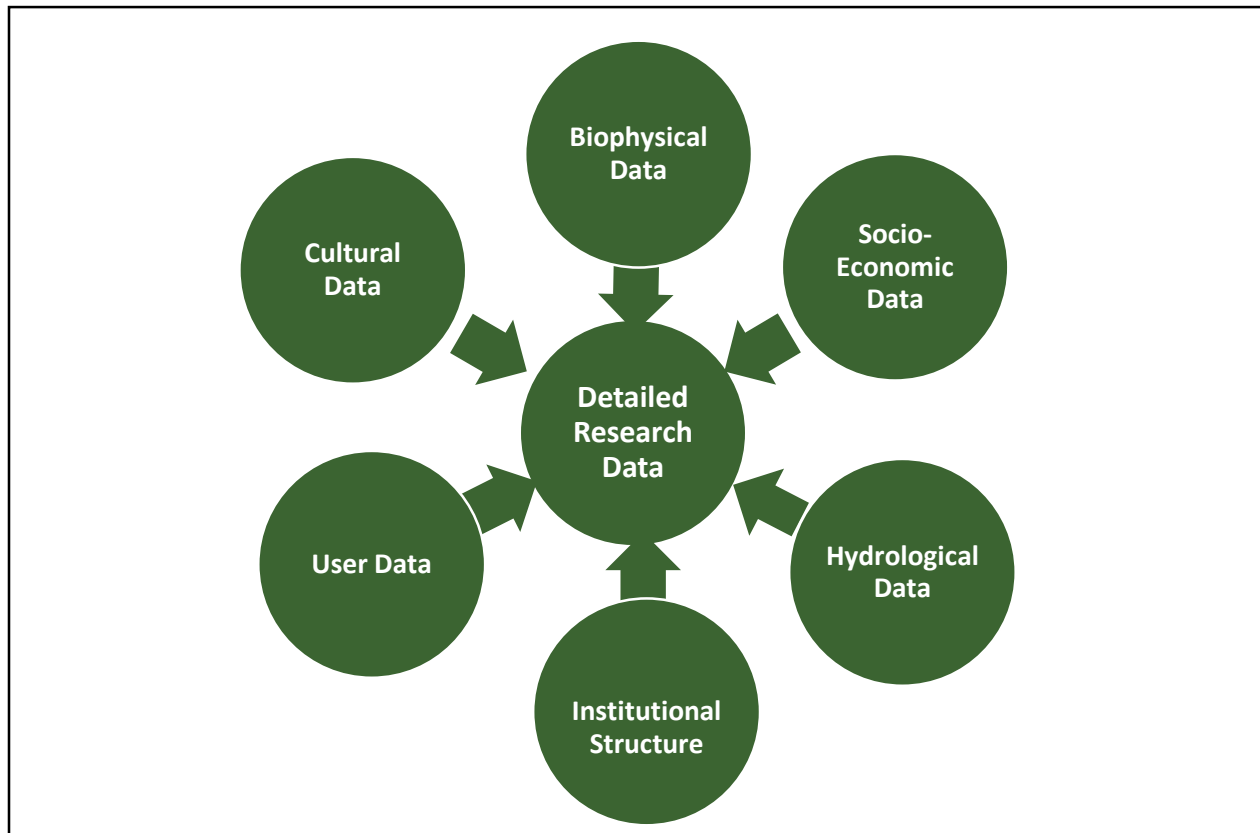 Biophysical
Data
Cultural
Data
Socio-
Economic
Data
Detailed
Research
Data
User Data
Hydrological
Data
Institutional
Structure